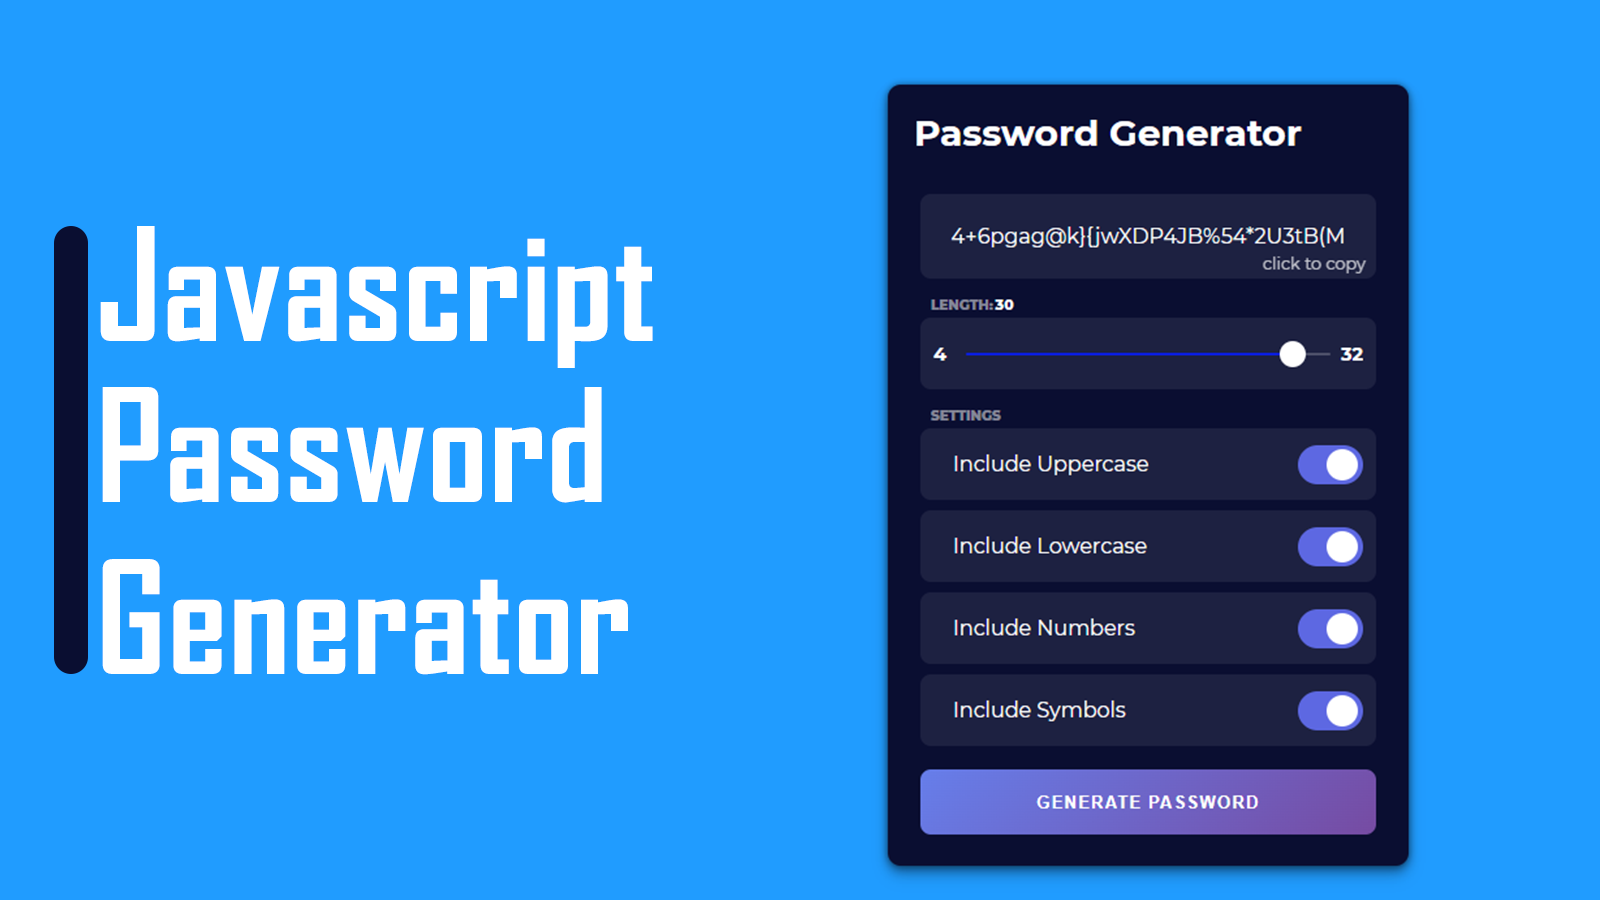 Javascript
Password
Generator
Password Generator
4+6pgag@k}{jwXDP4JB%54*2U3tB(M
click to copy
LENGTH:30
4 32
SETTINGS
Include Uppercase
Include Lowercase
Include Numbers
Include Symbols
GENERATE PASSWORD